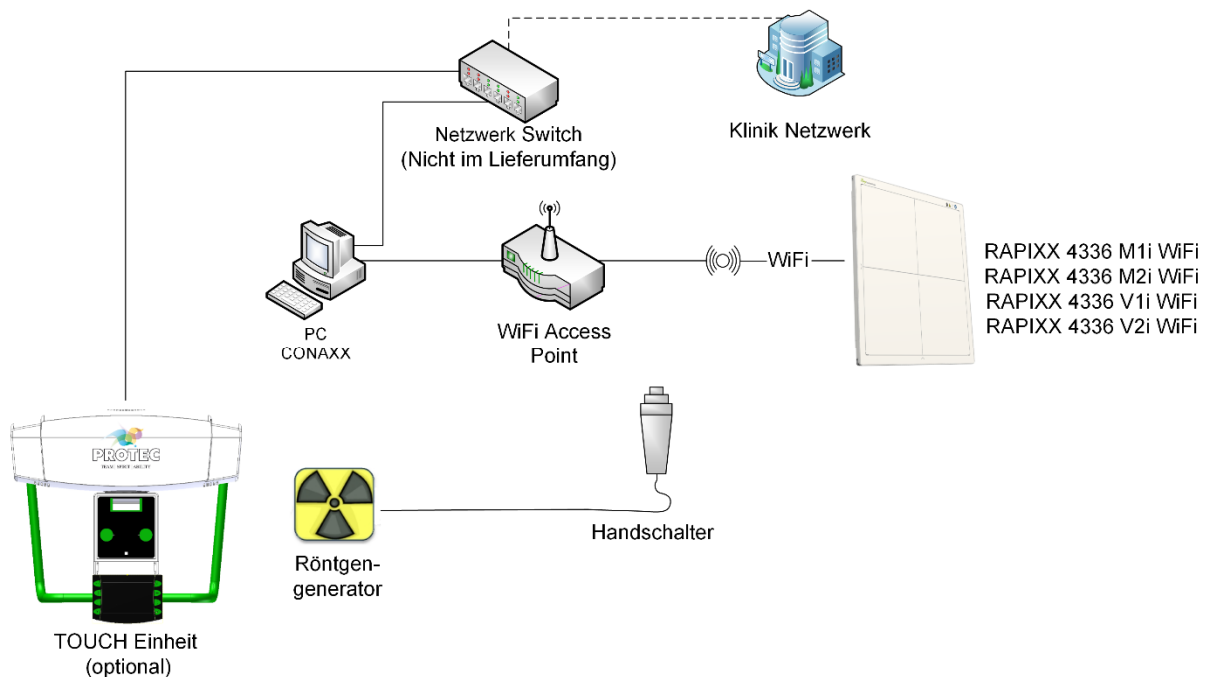 Netzwerk Switch
(Nicht im Lieferumfang)
Klinik Netzwerk
PC
CONAXX
WiFi Access
Point
WiFi
RAPIXX 4336 M1i WiFi
RAPIXX 4336 M2i WiFi
RAPIXX 4336 V1i WiFi
RAPIXX 4336 V2i WiFi
PROTEC
Handschalter
Röntgen-
generator
TOUCH Einheit
(optional)